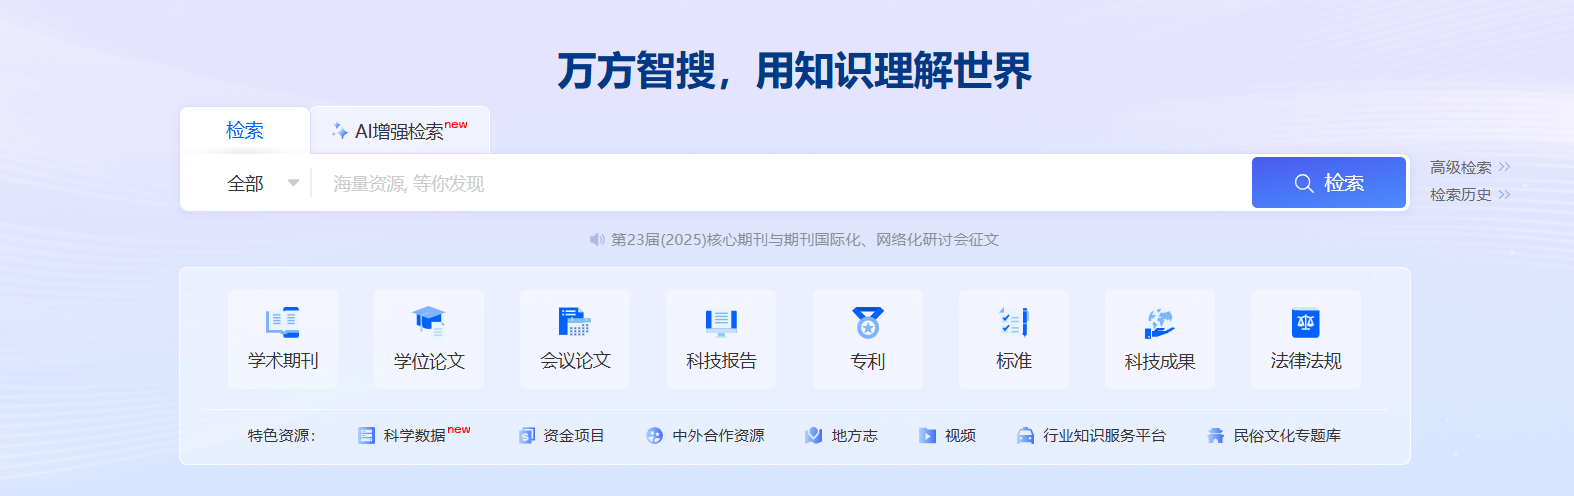 万方智搜，用知识理解世界
检索
AI增强检索new
全部
海量资源, 等你发现
检索
高级检索
检索历史
第23届(2025)核心期刊与期刊国际化、网络化研讨会征文
学术期刊
学位论文
会议论文
科技报告
专利
标准
科技成果
法律法规
特色资源：
科学数据new
资金项目
中外合作资源
地方志
视频
行业知识服务平台
民俗文化专题库